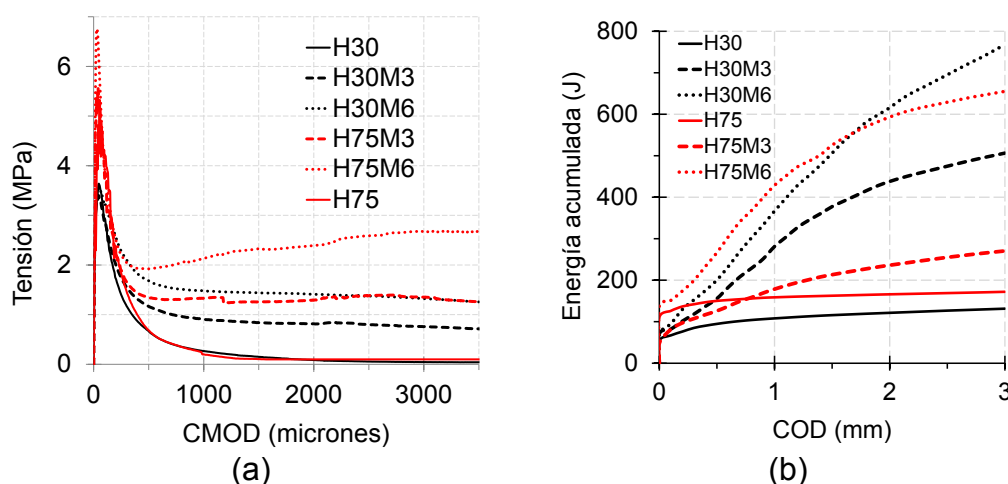 Tensión (MPa)
6
4
2
0
H30
H30M3
H30M6
H75M3
H75M6
H75
0
1000
2000
3000
CMOD (micrones)
(a)
Energía acumulada (J)
800
600
400
200
0
H30
H30M3
H30M6
H75
H75M3
H75M6
0
1
2
3
COD (mm)
(b)